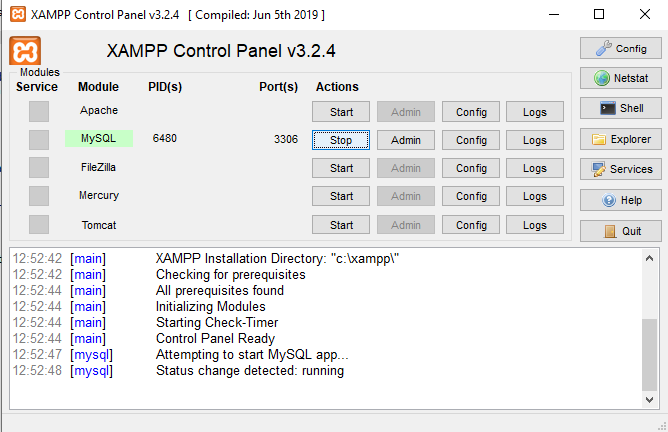 XAMPP Control Panel v3.2.4 [ Compiled: Jun 5th 2019 ]
XAMPP Control Panel v3.2.4
Config
Modules
Service Module PID(s) Port(s) Actions
Netstat
Apache Start Admin Config Logs
Shell
MySQL 6480 3306 Stop Admin Config Logs
Explorer
FileZilla Start Admin Config Logs
Services
Mercury Start Admin Config Logs
Help
Tomcat Start Admin Config Logs
Quit
12:52:42 [main] XAMPP Installation Directory: "c:\xampp\"
12:52:42 [main] Checking for prerequisites
12:52:44 [main] All prerequisites found
12:52:44 [main] Initializing Modules
12:52:44 [main] Starting Check-Timer
12:52:44 [main] Control Panel Ready
12:52:47 [mysql] Attempting to start MySQL app...
12:52:48 [mysql] Status change detected: running